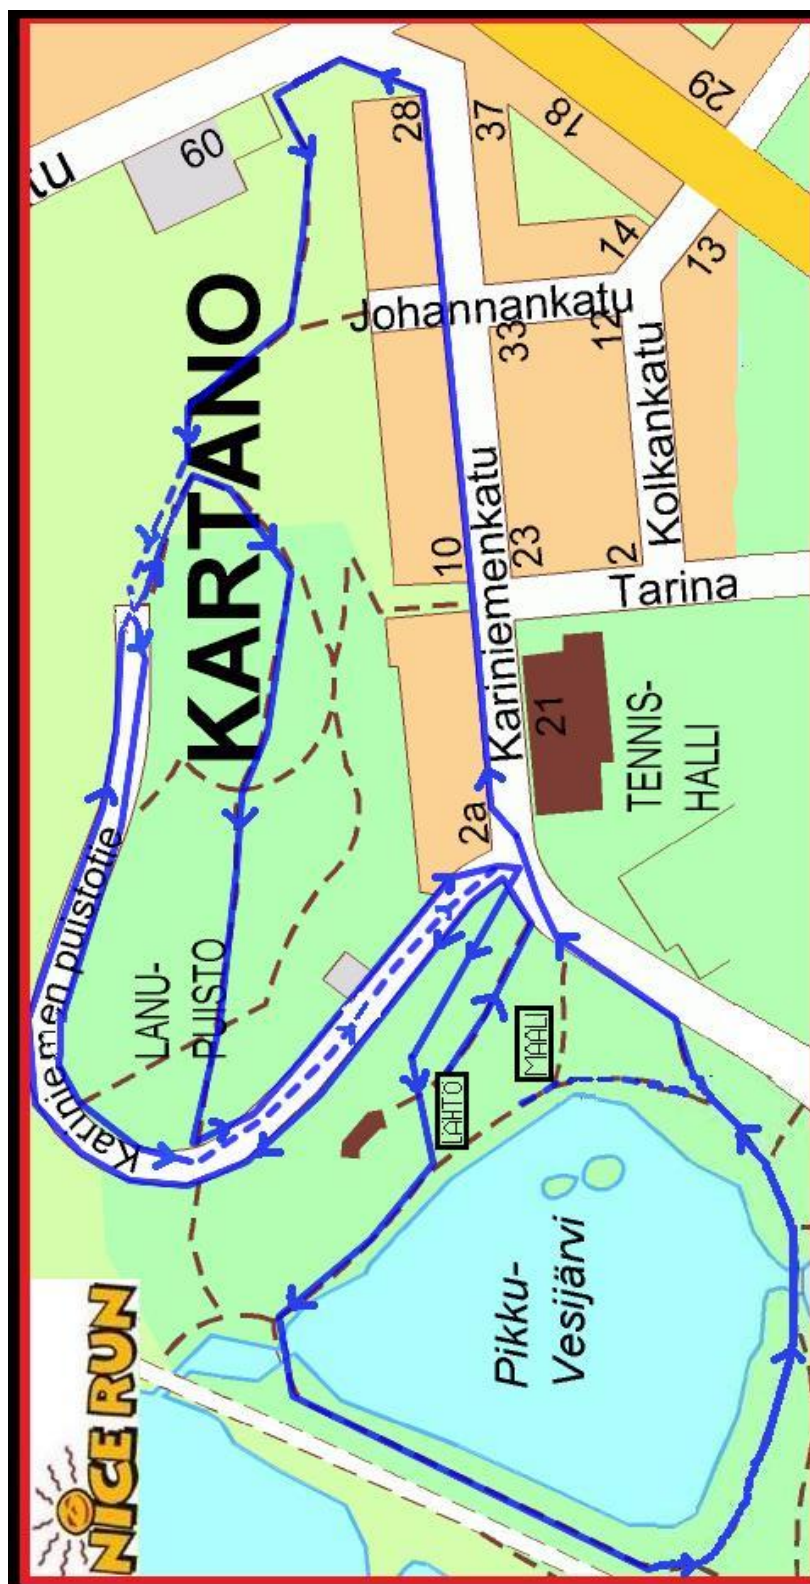 tu
60
28
37
18
29
14
13
Johannankatu
33
12
KARTANO
Kolkankatu
10
23
2
Tarina
Kariniemenkatu
21
TENNIS-
HALLI
2a
Kariniemen puistotie
LANU-
PUISTO
MAALI
LÄHTÖ
Pikku-
Vesijärvi
NICE RUN